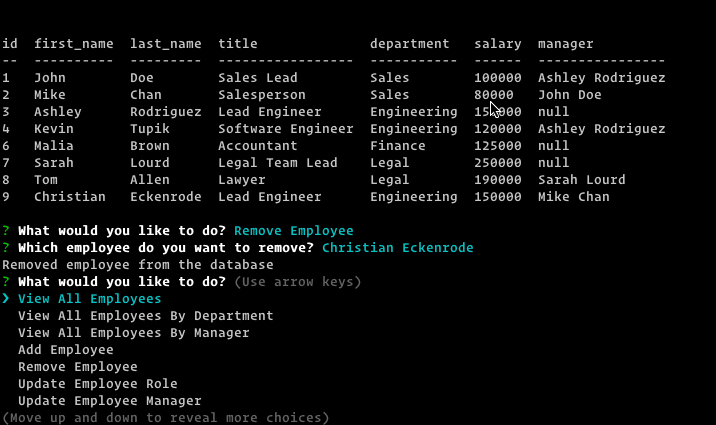 id first_name last_name title department salary manager
-- ---------- --------- ----------------- ----------- ------ ----------------
1 John Doe Sales Lead Sales 100000 Ashley Rodriguez
2 Mike Chan Salesperson Sales 80000 John Doe
3 Ashley Rodriguez Lead Engineer Engineering 150000 null
4 Kevin Tupik Software Engineer Engineering 120000 Ashley Rodriguez
6 Malia Brown Accountant Finance 125000 null
7 Sarah Lourd Legal Team Lead Legal 250000 null
8 Tom Allen Lawyer Legal 190000 Sarah Lourd
9 Christian Eckenrode Lead Engineer Engineering 150000 Mike Chan
? What would you like to do? Remove Employee
? Which employee do you want to remove? Christian Eckenrode
Removed employee from the database
? What would you like to do? (Use arrow keys)
❯ View All Employees
View All Employees By Department
View All Employees By Manager
Add Employee
Remove Employee
Update Employee Role
Update Employee Manager
(Move up and down to reveal more choices)